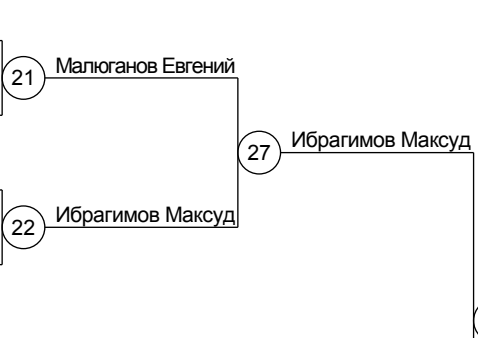 21 Малюганов Евгений
27 Ибрагимов Максуд
22 Ибрагимов Максуд